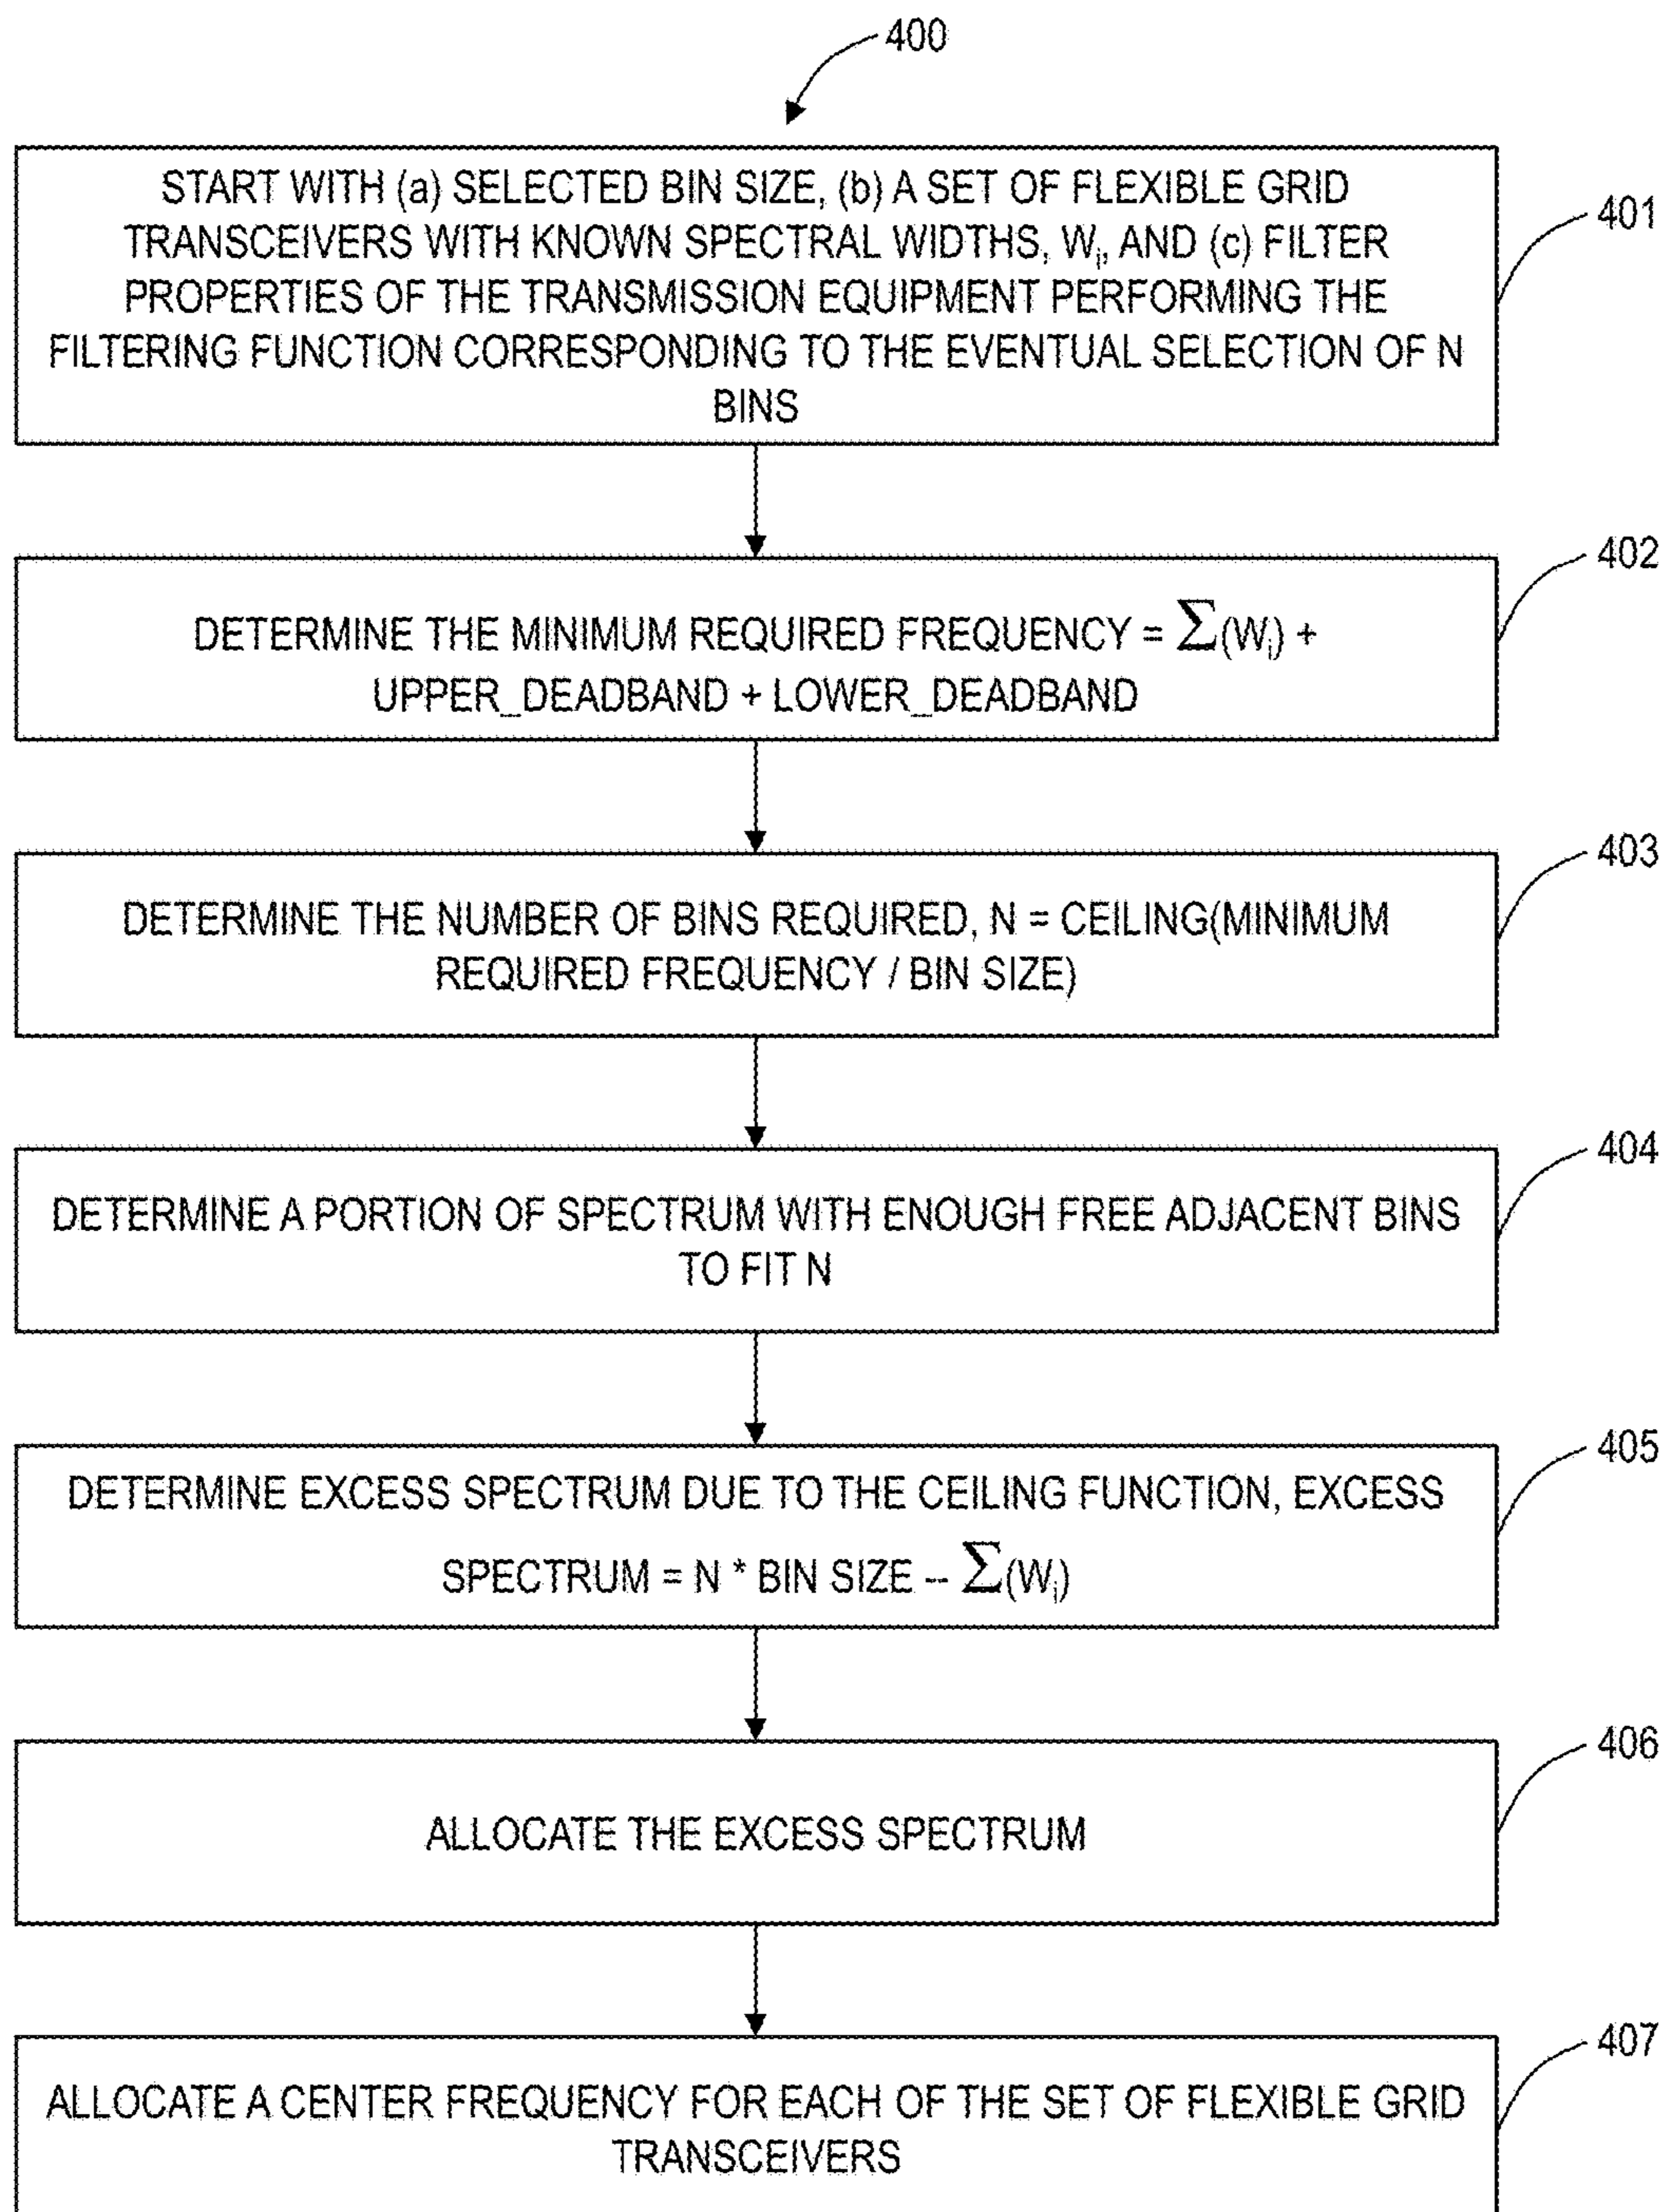 400
START WITH (a) SELECTED BIN SIZE, (b) A SET OF FLEXIBLE GRID
TRANSCEIVERS WITH KNOWN SPECTRAL WIDTHS, Wi, AND (c) FILTER
PROPERTIES OF THE TRANSMISSION EQUIPMENT PERFORMING THE
FILTERING FUNCTION CORRESPONDING TO THE EVENTUAL SELECTION OF N
BINS
401
DETERMINE THE MINIMUM REQUIRED FREQUENCY = Σ(Wi) +
UPPER_DEADBAND + LOWER_DEADBAND
402
DETERMINE THE NUMBER OF BINS REQUIRED, N = CEILING(MINIMUM
REQUIRED FREQUENCY / BIN SIZE)
403
DETERMINE A PORTION OF SPECTRUM WITH ENOUGH FREE ADJACENT BINS
TO FIT N
404
DETERMINE EXCESS SPECTRUM DUE TO THE CEILING FUNCTION, EXCESS
SPECTRUM = N * BIN SIZE – Σ(Wi)
405
ALLOCATE THE EXCESS SPECTRUM
406
ALLOCATE A CENTER FREQUENCY FOR EACH OF THE SET OF FLEXIBLE GRID
TRANSCEIVERS
407